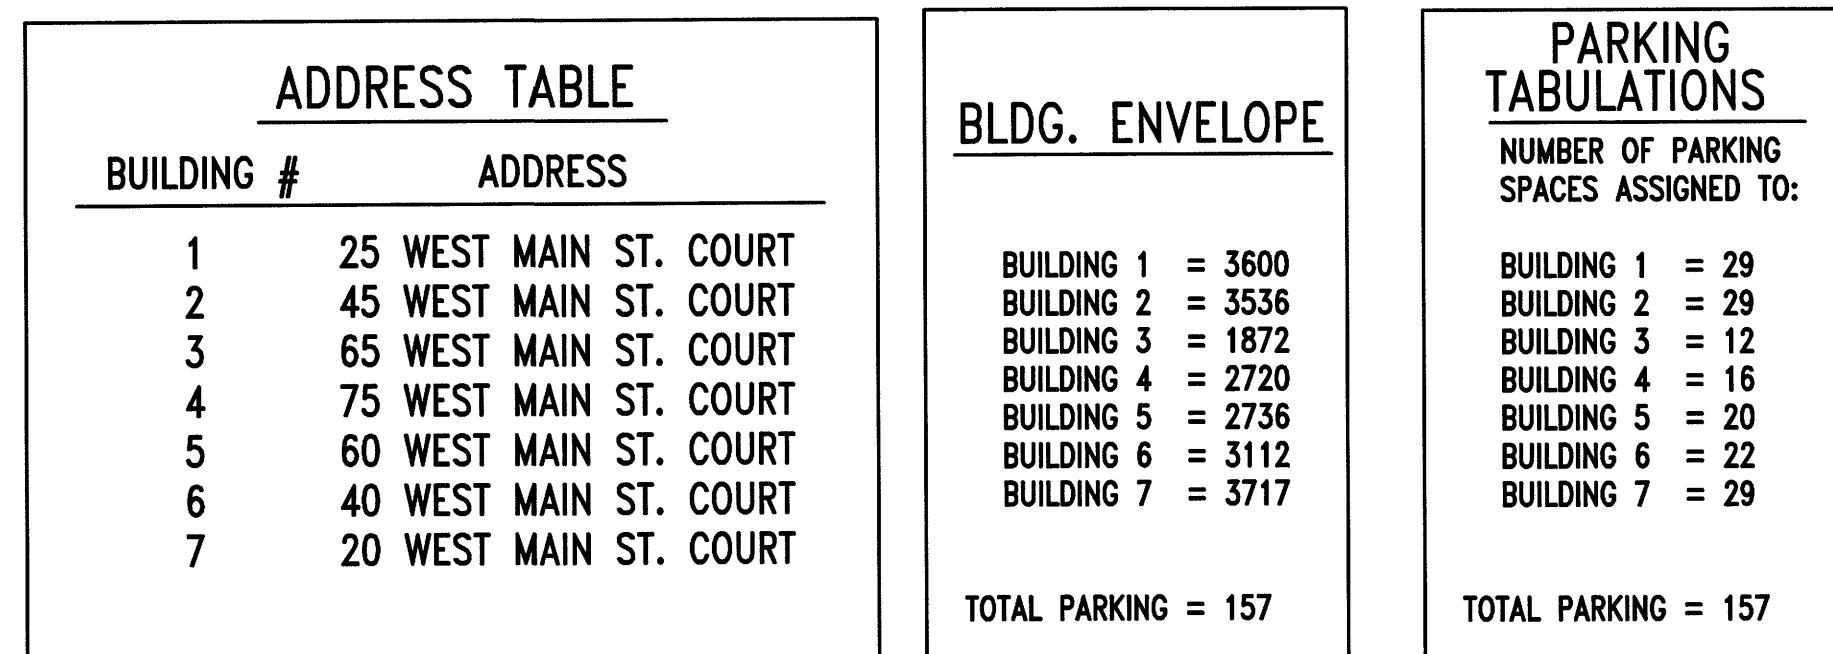 ADDRESS TABLE
BUILDING # ADDRESS
1 25 WEST MAIN ST. COURT
2 45 WEST MAIN ST. COURT
3 65 WEST MAIN ST. COURT
4 75 WEST MAIN ST. COURT
5 60 WEST MAIN ST. COURT
6 40 WEST MAIN ST. COURT
7 20 WEST MAIN ST. COURT
BLDG. ENVELOPE
BUILDING 1 = 3600
BUILDING 2 = 3536
BUILDING 3 = 1872
BUILDING 4 = 2720
BUILDING 5 = 2736
BUILDING 6 = 3112
BUILDING 7 = 3717
TOTAL PARKING = 157
PARKING
TABULATIONS
NUMBER OF PARKING
SPACES ASSIGNED TO:
BUILDING 1 = 29
BUILDING 2 = 29
BUILDING 3 = 12
BUILDING 4 = 16
BUILDING 5 = 20
BUILDING 6 = 22
BUILDING 7 = 29
TOTAL PARKING = 157